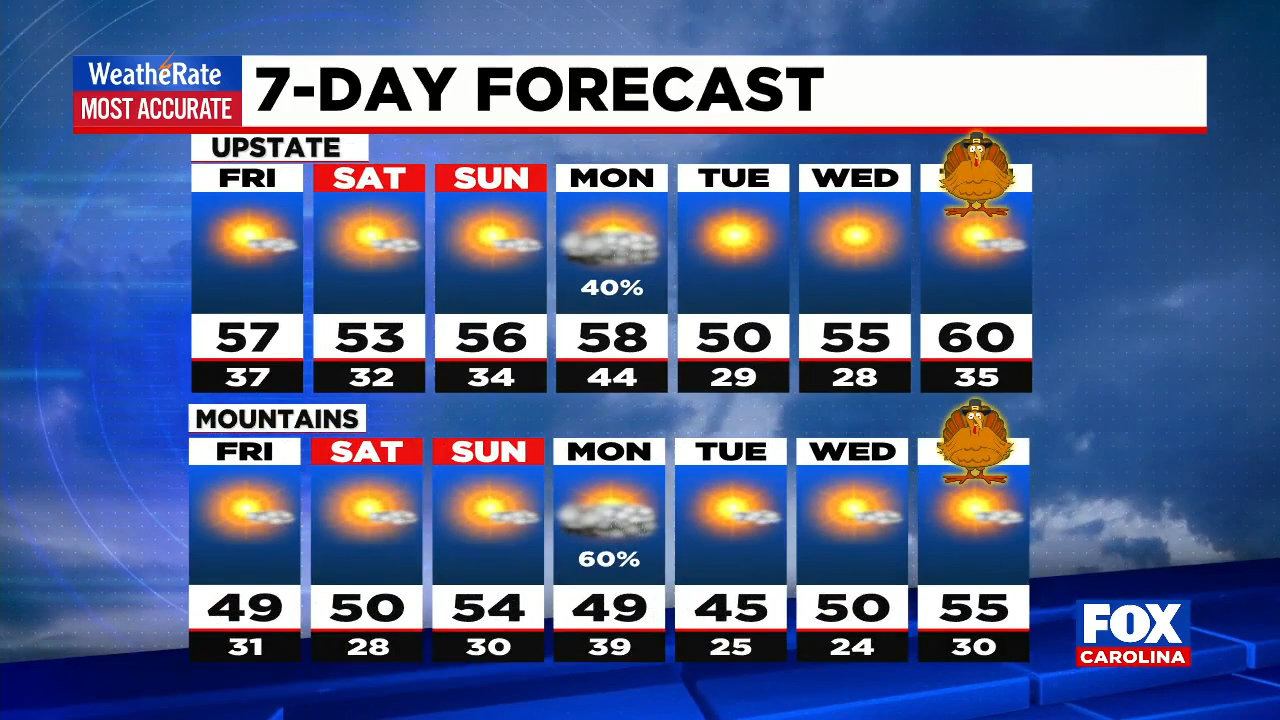 WeatheRate
MOST ACCURATE
7-DAY FORECAST
UPSTATE
FRI SAT SUN MON TUE WED
40%
57 53 56 58 50 55 60
37 32 34 44 29 28 35
MOUNTAINS
FRI SAT SUN MON TUE WED
60%
49 50 54 49 45 50 55
31 28 30 39 25 24 30
FOX
CAROLINA